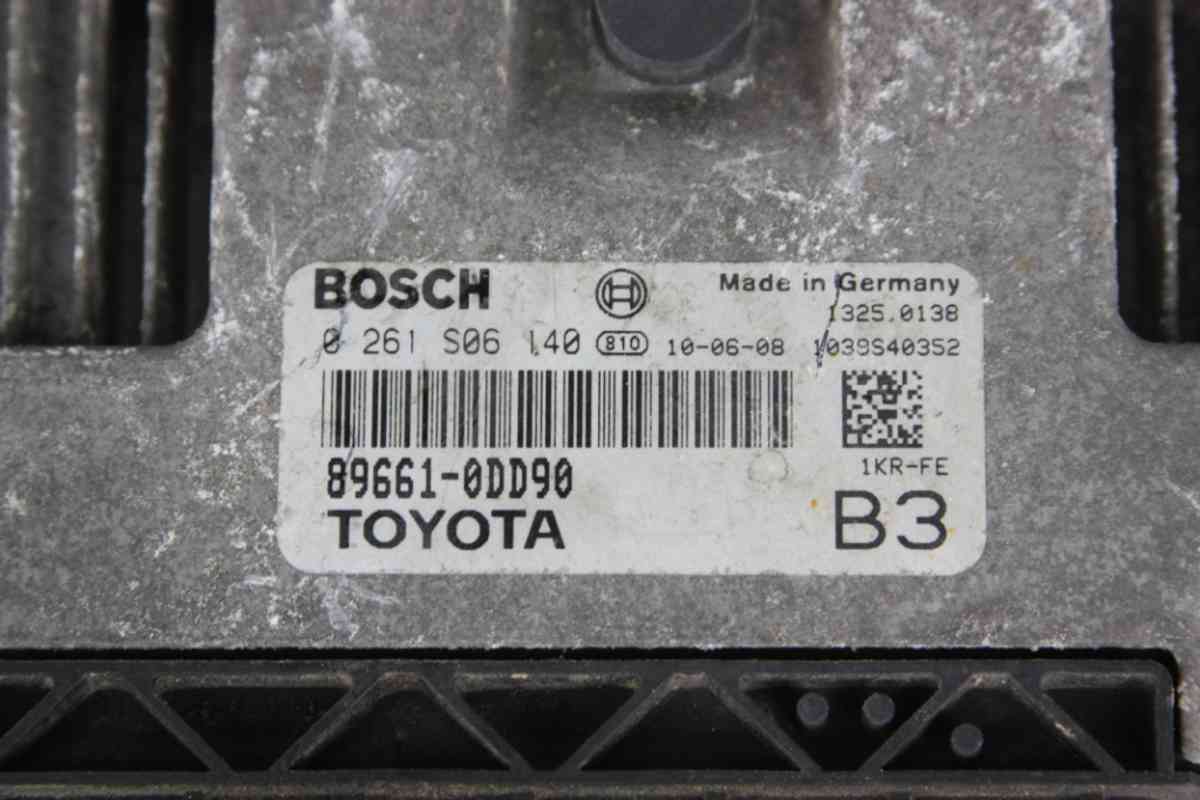 BOSCH Made in Germany
1325.0138
0 261 S06 140 810 10-06-08 1039S40352
89661-0DD90 1KR-FE
TOYOTA B3